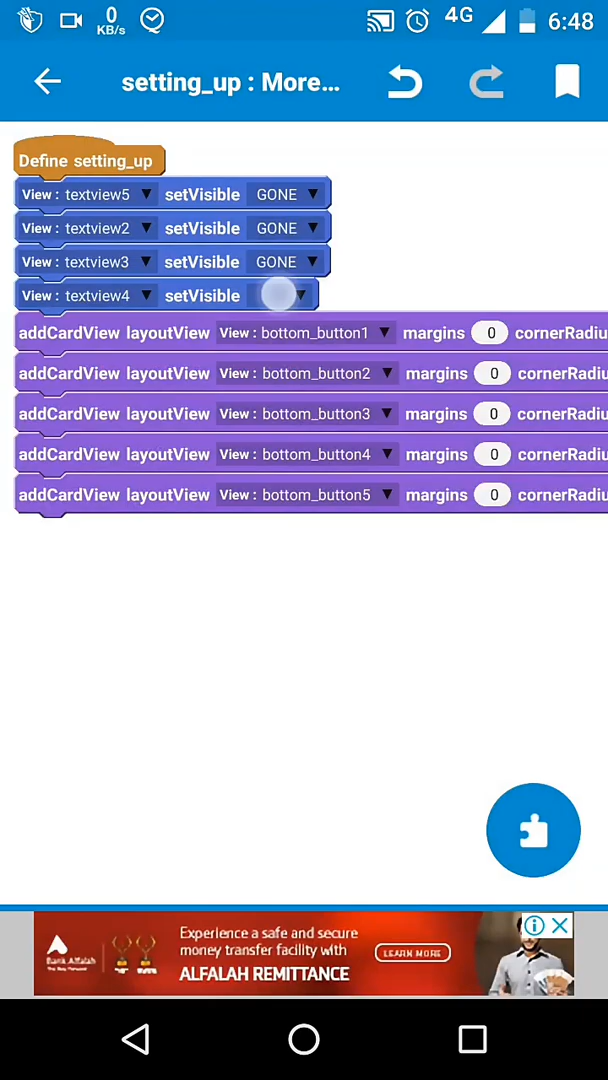 0
KB/s
4G
6:48
setting_up : More...
Define setting_up
View : textview5 setVisible GONE
View : textview2 setVisible GONE
View : textview3 setVisible GONE
View : textview4 setVisible
addCardView layoutView View : bottom_button1 margins 0 cornerRadiu
addCardView layoutView View : bottom_button2 margins 0 cornerRadiu
addCardView layoutView View : bottom_button3 margins 0 cornerRadiu
addCardView layoutView View : bottom_button4 margins 0 cornerRadiu
addCardView layoutView View : bottom_button5 margins 0 cornerRadiu
Experience a safe and secure
money transfer facility with
ALFALAH REMITTANCE
Bank Alfalah
LEARN MORE